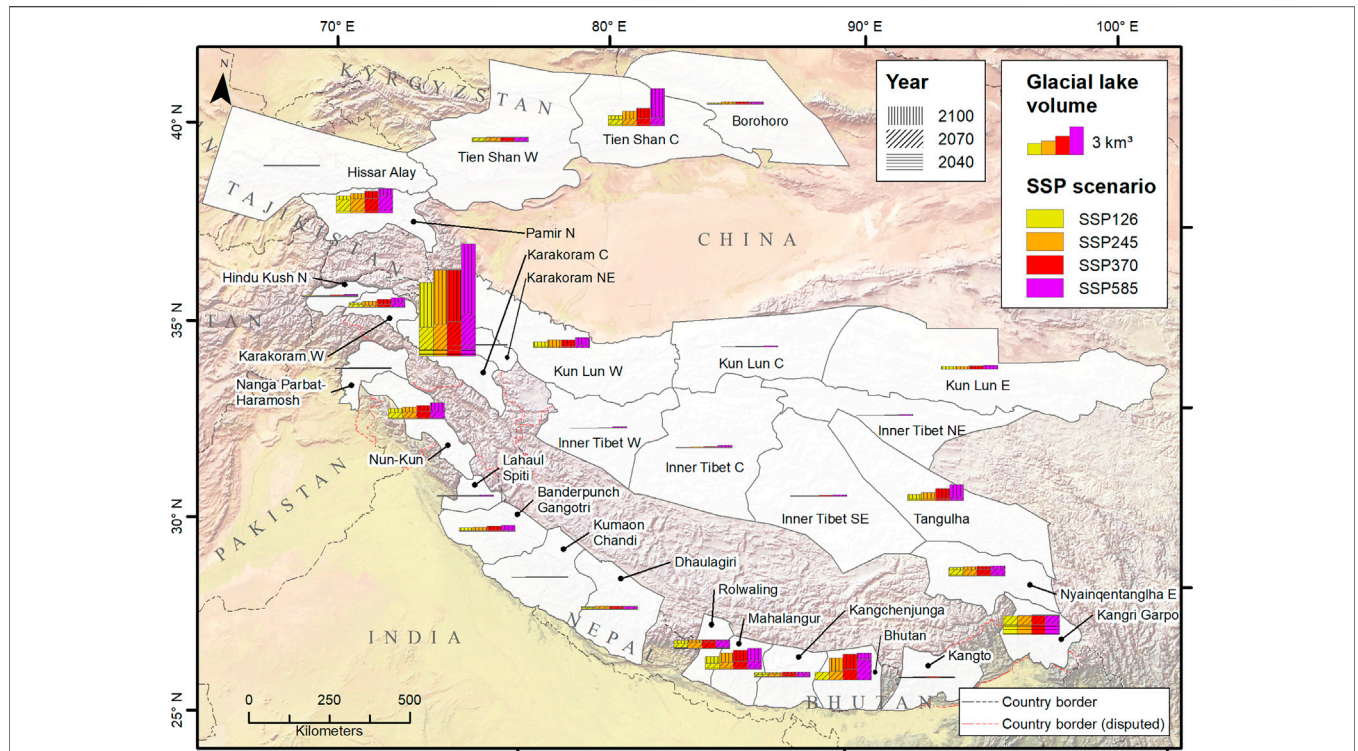 70° E
80° E
90° E
100° E
N
40° N
35° N
30° N
25° N
KYRGYZSTAN
TAJIKISTAN
CHINA
PAKISTAN
INDIA
NEPAL
BHUTAN
TAN
Year
2100
2070
2040
Glacial lake
volume
3 km³
SSP scenario
SSP126
SSP245
SSP370
SSP585
Borohoro
Tien Shan C
Tien Shan W
Hissar Alay
Pamir N
Karakoram C
Karakoram NE
Hindu Kush N
Karakoram W
Nanga Parbat-
Haramosh
Kun Lun W
Kun Lun C
Kun Lun E
Inner Tibet NE
Inner Tibet W
Inner Tibet C
Inner Tibet SE
Tangulha
Nun-Kun
Lahaul
Spiti
Banderpunch
Gangotri
Kumaon
Chandi
Dhaulagiri
Rolwaling
Mahalangur
Kangchenjunga
Bhutan
Kangto
Nyainqentanglha E
Kangri Garpo
0 250 500
Kilometers
Country border
Country border (disputed)